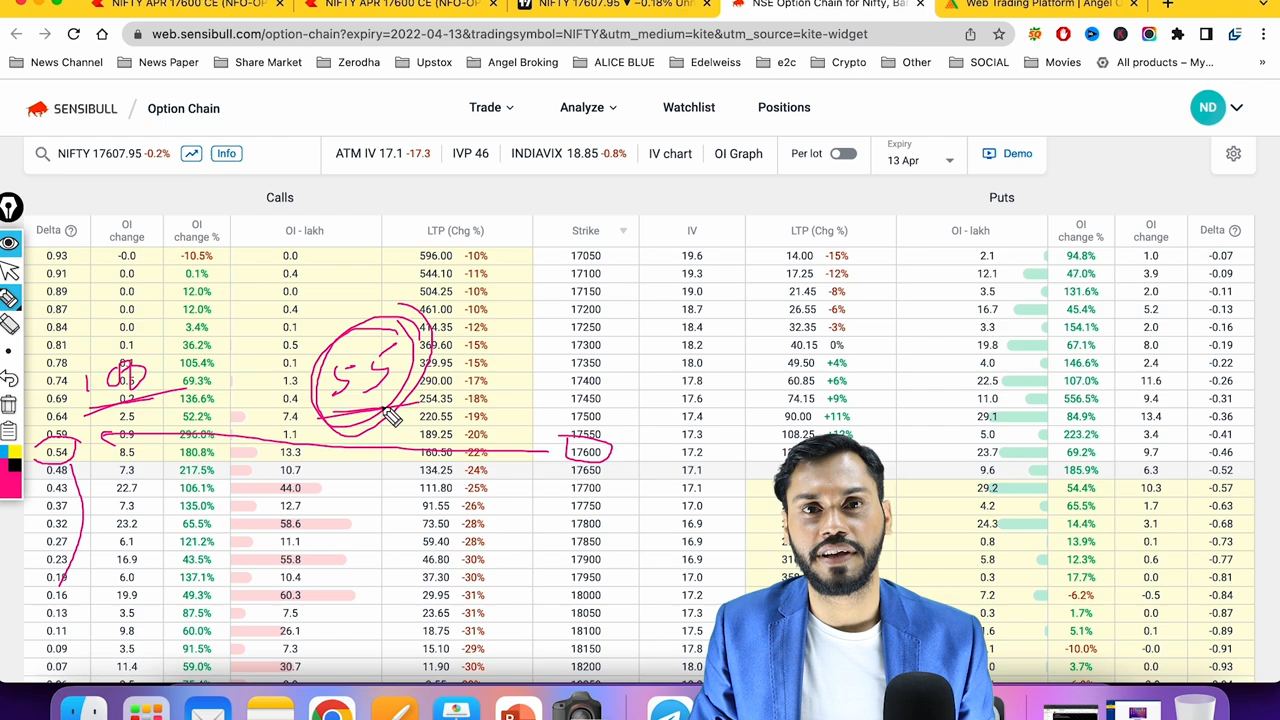 NIFTY APR 17600 CE (NFO-OP × NIFTY APR 17600 CE (NFO-OP × NIFTY 17607.95 ▼ −0.18% Unn × NSE Option Chain for Nifty, Ba × Web Trading Platform | Angel O × +
web.sensibull.com/option-chain?expiry=2022-04-13&tradingsymbol=NIFTY&utm_medium=kite&utm_source=kite-widget
News Channel News Paper Share Market Zerodha Upstox Angel Broking ALICE BLUE Edelweiss e2c Crypto Other SOCIAL Movies All products – My... »
SENSIBULL / Option Chain Trade Analyze Watchlist Positions ND
NIFTY 17607.95 -0.2% Info ATM IV 17.1 -17.3 IVP 46 INDIAVIX 18.85 -0.8% IV chart OI Graph Per lot Expiry 13 Apr Demo
Calls Puts
Delta OI change OI change % OI - lakh LTP (Chg %) Strike IV LTP (Chg %) OI - lakh OI change % OI change Delta
0.93 -0.0 -10.5% 0.0 596.00 -10% 17050 19.6 14.00 -15% 2.1 94.8% 1.0 -0.07
0.91 0.0 0.1% 0.4 544.10 -11% 17100 19.3 17.25 -12% 12.1 47.0% 3.9 -0.09
0.89 0.0 12.0% 0.0 504.25 -10% 17150 19.0 21.45 -8% 3.5 131.6% 2.0 -0.11
0.87 0.0 12.0% 0.4 461.00 -10% 17200 18.7 26.55 -6% 16.7 45.4% 5.2 -0.13
0.84 0.0 3.4% 0.1 414.35 -12% 17250 18.4 32.35 -3% 3.3 154.1% 2.0 -0.16
0.81 0.1 36.2% 0.5 369.60 -15% 17300 18.2 40.15 0% 19.8 67.1% 8.0 -0.19
0.78 105.4% 0.1 329.95 -15% 17350 18.0 49.50 +4% 4.0 146.6% 2.4 -0.22
0.74 0.5 69.3% 1.3 290.00 -17% 17400 17.8 60.85 +6% 22.5 107.0% 11.6 -0.26
100 55
0.69 0.2 136.6% 0.4 254.35 -18% 17450 17.6 74.15 +9% 9.4 556.5% 9.4 -0.31
0.64 2.5 52.2% 7.4 220.55 -19% 17500 17.4 90.00 +11% 29.1 84.9% 13.4 -0.36
0.59 0.9 296.0% 1.1 189.25 -20% 17550 17.3 108.25 5.0 223.2% 3.4 -0.41
0.54 8.5 180.8% 13.3 160.50 -22% 17600 17.2 23.7 69.2% 9.7 -0.46
0.48 7.3 217.5% 10.7 134.25 -24% 17650 17.1 9.6 185.9% 6.3 -0.52
0.43 22.7 106.1% 44.0 111.80 -25% 17700 17.1 29.2 54.4% 10.3 -0.57
0.37 7.3 135.0% 12.7 91.55 -26% 17750 17.0 4.2 65.5% 1.7 -0.63
0.32 23.2 65.5% 58.6 73.50 -28% 17800 16.9 24.3 14.4% 3.1 -0.68
0.27 6.1 121.2% 11.1 59.40 -28% 17850 16.9 0.8 13.9% 0.1 -0.73
0.23 16.9 43.5% 55.8 46.80 -30% 17900 16.9 5.8 12.3% 0.6 -0.77
0.19 6.0 137.1% 10.4 37.30 -30% 17950 17.0 0.3 17.7% 0.0 -0.81
0.16 19.9 49.3% 60.3 29.95 -31% 18000 17.2 7.2 -6.2% -0.5 -0.84
0.13 3.5 87.5% 7.5 23.65 -31% 18050 17.3 0.3 1.7% 0.0 -0.87
0.11 9.8 60.0% 26.1 18.75 -31% 18100 17.5 5.1% 0.1 -0.89
0.09 3.5 91.5% 7.3 15.10 -29% 18150 17.8 -10.0% -0.0 -0.91
0.07 11.4 59.0% 30.7 11.90 -30% 18200 18.0 3.7% 0.0 -0.93